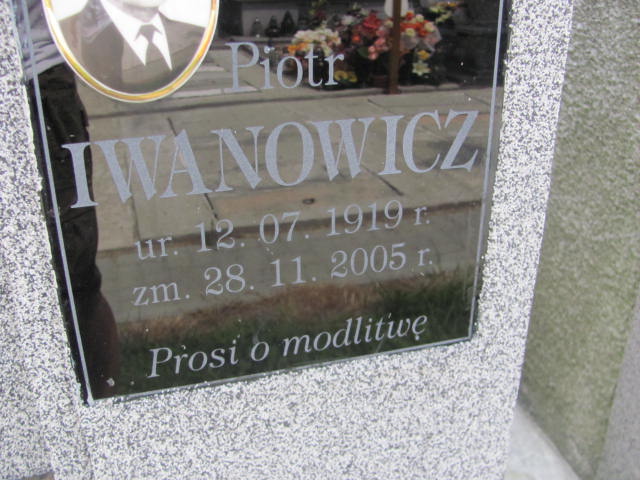 Piotr
IWANOWICZ
ur. 12. 07. 1919 r.
zm. 28. 11. 2005 r.
Prosi o modlitwę